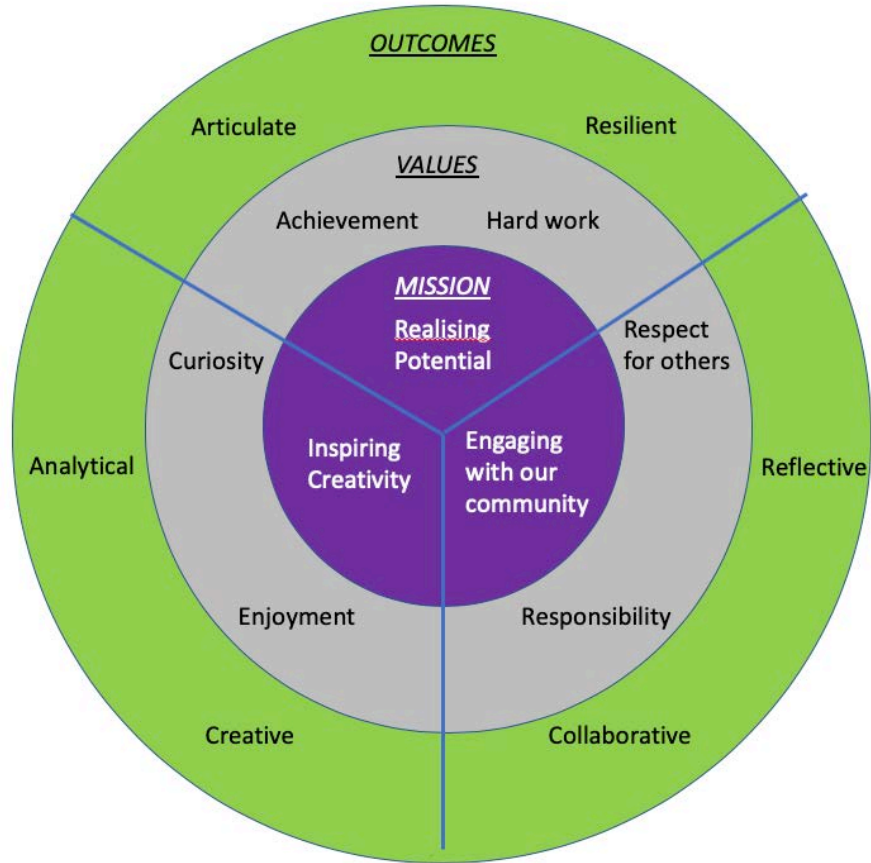 OUTCOMES
Articulate
Resilient
VALUES
Achievement
Hard work
MISSION
Realising
Potential
Curiosity
Respect
for others
Inspiring
Creativity
Engaging
with our
community
Analytical
Reflective
Enjoyment
Responsibility
Creative
Collaborative